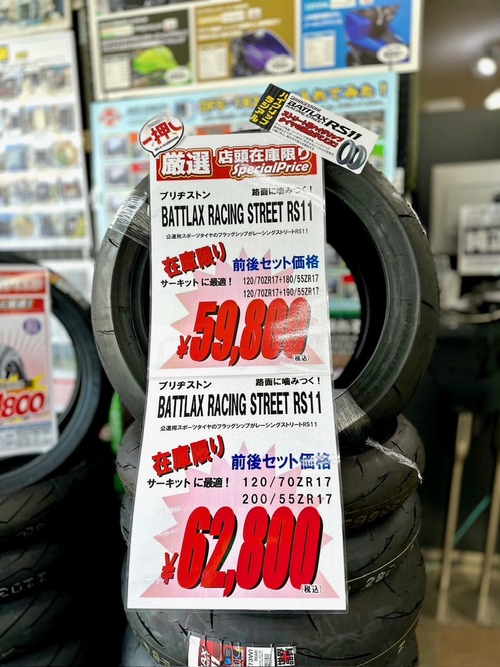 一押し
BRIDGESTONE
BATTLAX RS11
厳選
店頭在庫限り
SpecialPrice
ブリヂストン
路面に噛みつく!
BATTLAX RACING STREET RS11
公道用スポーツタイヤのフラッグシップがレーシングストリートRS11
在庫限り
前後セット価格
サーキットに最適!
120/70ZR17+180/55ZR17
120/70ZR17+190/55ZR17
¥59,800
(税込)
ブリヂストン
路面に噛みつく!
BATTLAX RACING STREET RS11
公道用スポーツタイヤのフラッグシップがレーシングストリートRS11
在庫限り
前後セット価格
サーキットに最適!
120/70ZR17
200/55ZR17
¥62,800
(税込)
800